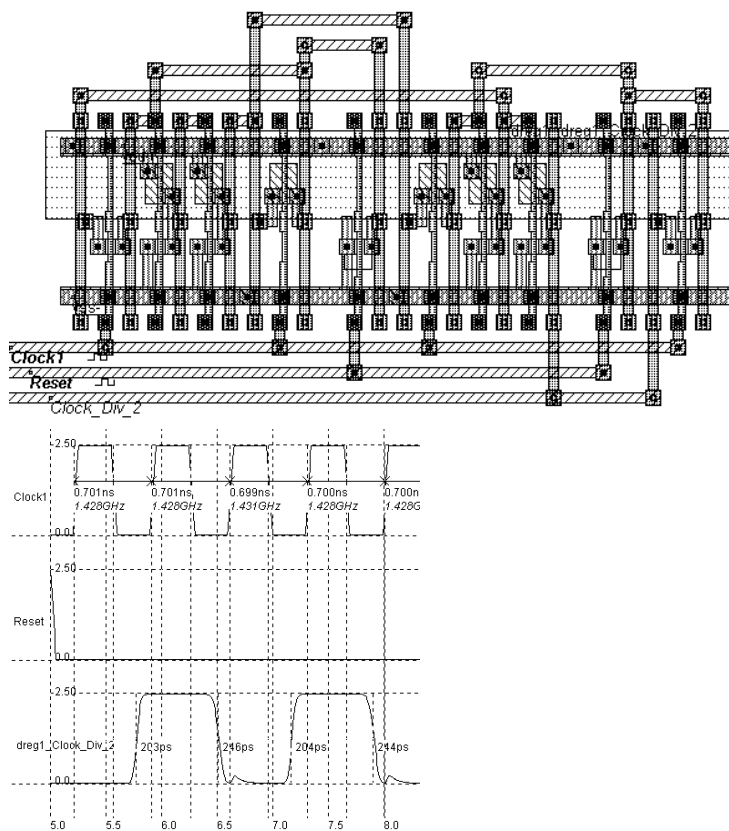 Clock1
Reset
Clock_Div_2
2.50
Clock1
0.701ns 0.701ns 0.699ns 0.700ns 0.700n
1.428GHz 1.428GHz 1.431GHz 1.428GHz 1.428G
0.0
2.50
Reset
0.0
2.50
dreg1_Clock_Div_2 203ps 246ps 204ps 244ps
0.0
5.0 5.5 6.0 6.5 7.0 7.5 8.0